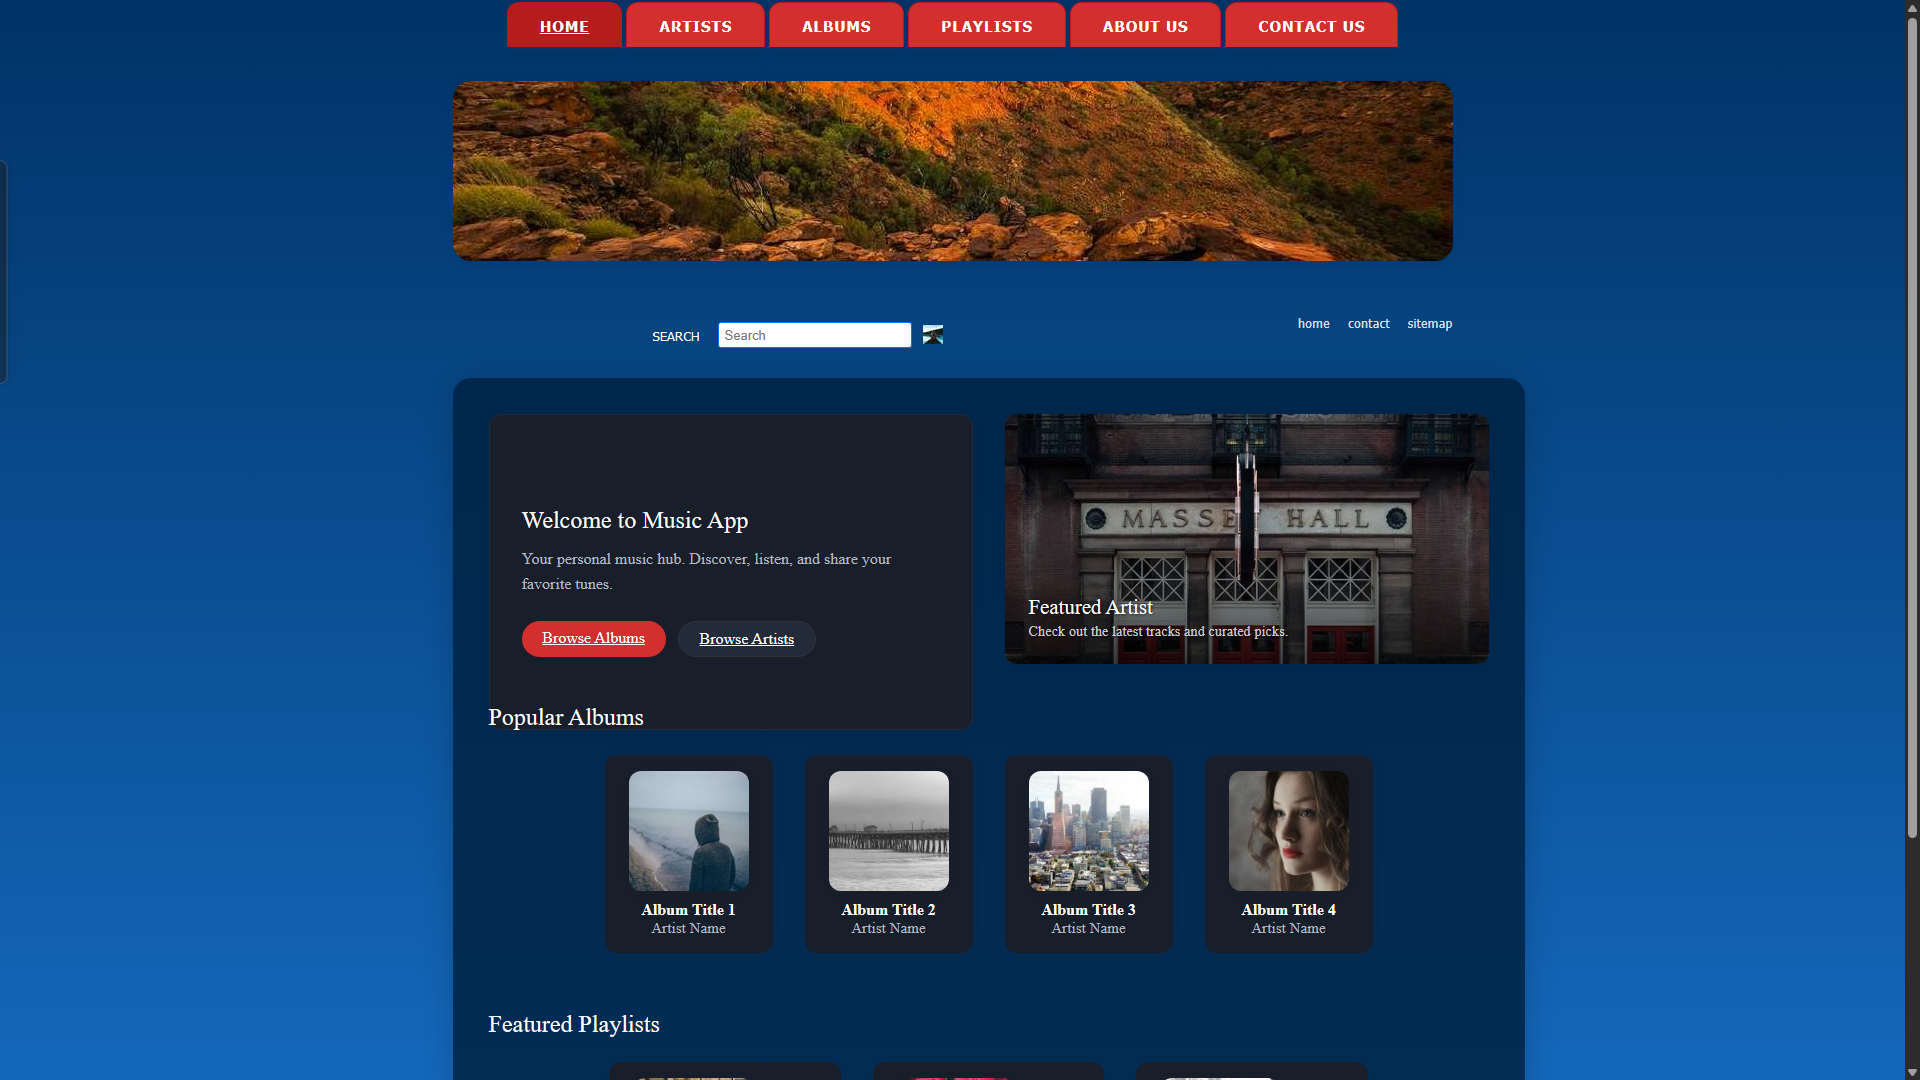 HOME
ARTISTS
ALBUMS
PLAYLISTS
ABOUT US
CONTACT US
SEARCH
Search
home
contact
sitemap
Welcome to Music App
Your personal music hub. Discover, listen, and share your
favorite tunes.
Browse Albums
Browse Artists
MASSE HALL
Featured Artist
Check out the latest tracks and curated picks.
Popular Albums
Album Title 1
Artist Name
Album Title 2
Artist Name
Album Title 3
Artist Name
Album Title 4
Artist Name
Featured Playlists